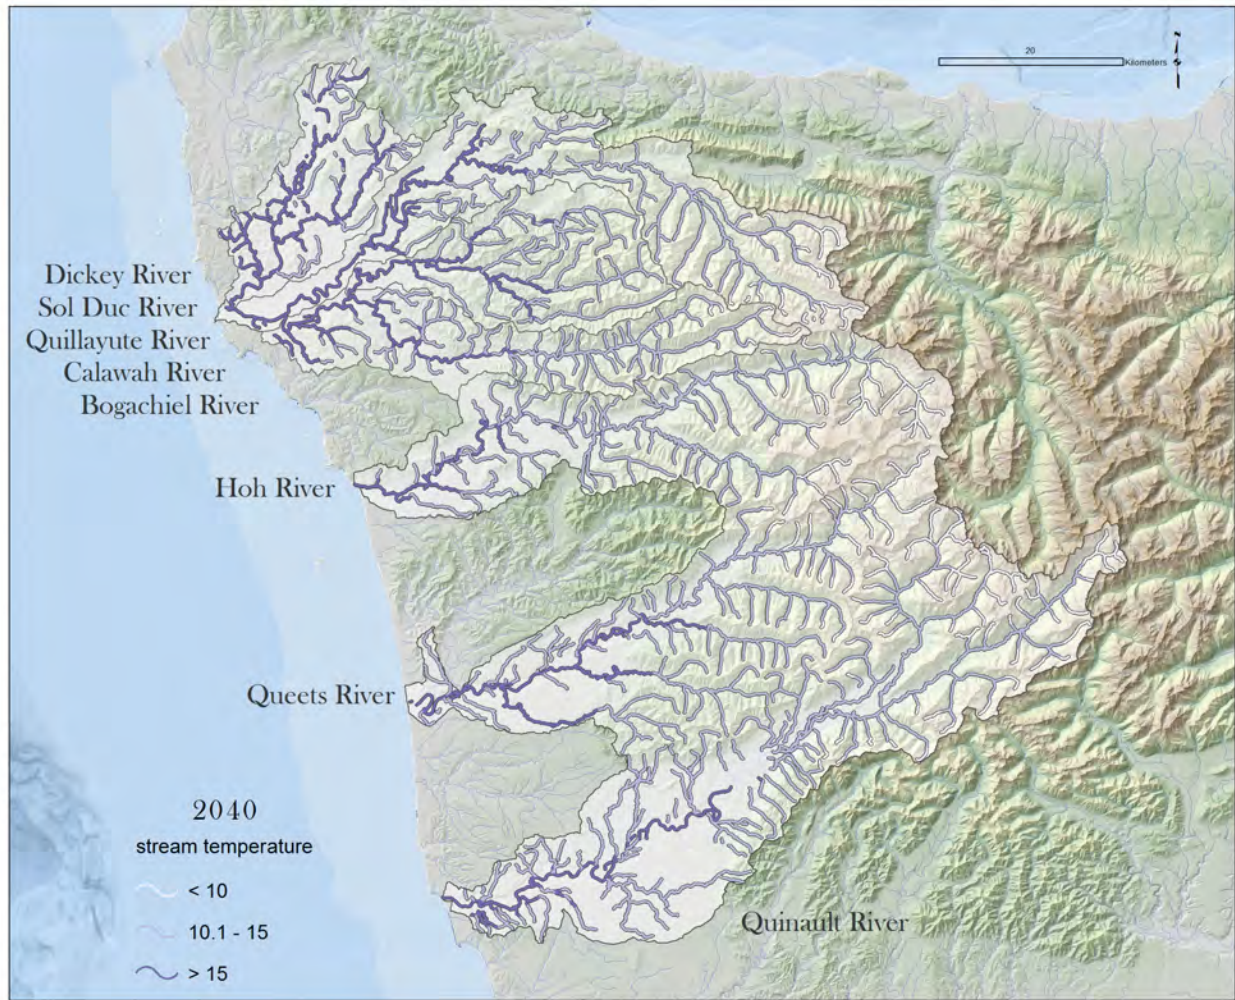 N
20
Kilometers
Dickey River
Sol Duc River
Quillayute River
Calawah River
Bogachiel River
Hoh River
Queets River
2040
stream temperature
< 10
10.1 - 15
> 15
Quinault River